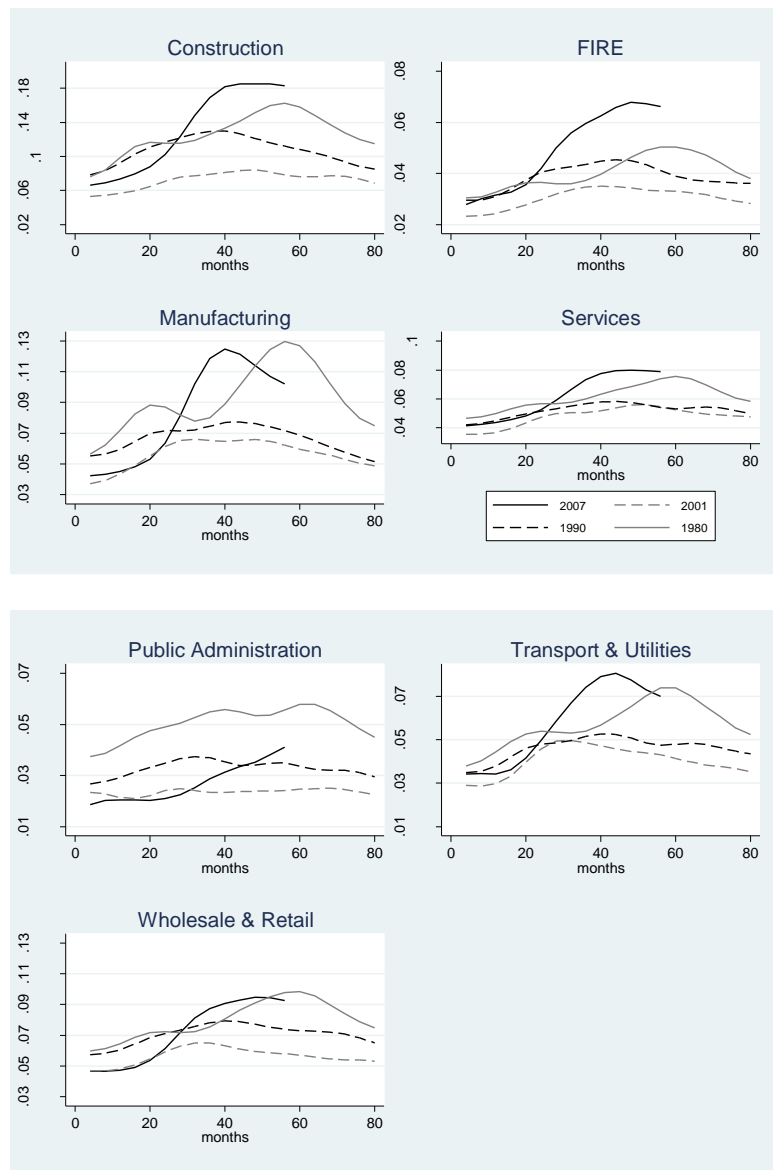 Construction
FIRE
.02 .06 .1 .14 .18
0 20 40 60 80
months
.02 .04 .06 .08
0 20 40 60 80
months
Manufacturing
Services
.03 .05 .07 .09 .11 .13
0 20 40 60 80
months
.04 .06 .08 .1
0 20 40 60 80
months
2007 2001
1990 1980
Public Administration
Transport & Utilities
.01 .03 .05 .07
0 20 40 60 80
months
.01 .03 .05 .07
0 20 40 60 80
months
Wholesale & Retail
.03 .05 .07 .09 .11 .13
0 20 40 60 80
months